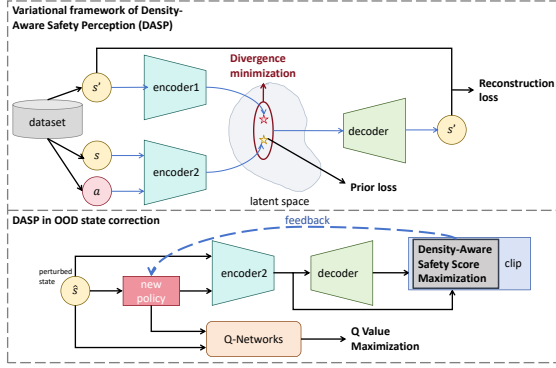 Variational framework of Density-
Aware Safety Perception (DASP)
Divergence
minimization
s'
encoder1
Reconstruction
loss
dataset
decoder
s'
s
encoder2
a
Prior loss
latent space
DASP in OOD state correction
feedback
Density-Aware
Safety Score
Maximization
clip
perturbed
state
encoder2
decoder
ŝ
new
policy
Q-Networks
Q Value
Maximization